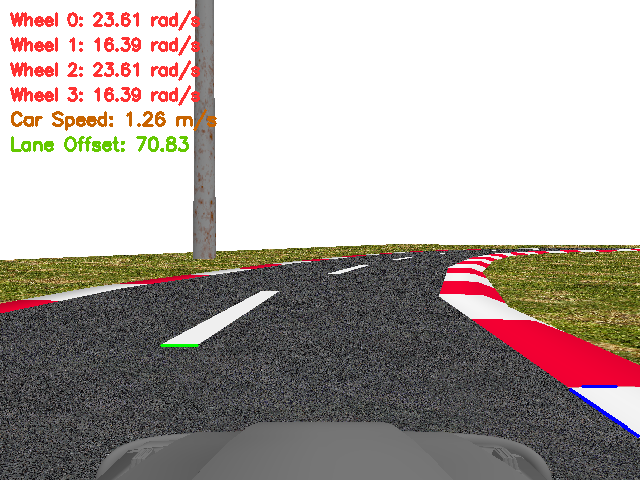 Wheel 0: 23.61 rad/s
Wheel 1: 16.39 rad/s
Wheel 2: 23.61 rad/s
Wheel 3: 16.39 rad/s
Car Speed: 1.26 m/s
Lane Offset: 70.83